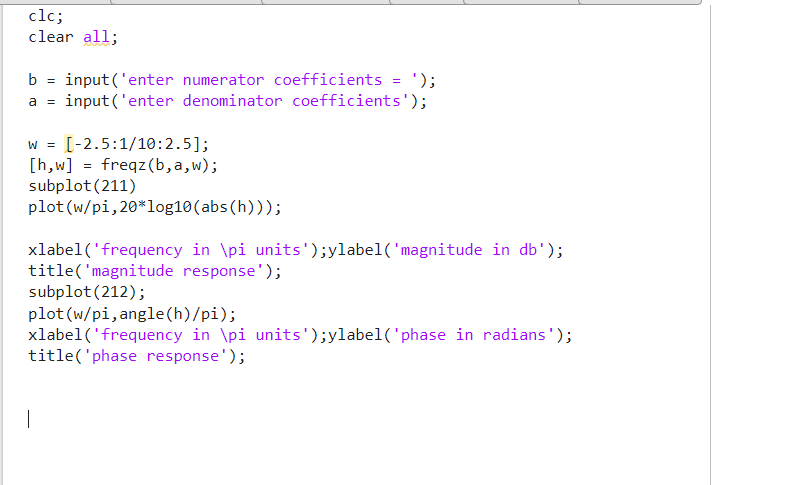 clc;
clear all;
b = input('enter numerator coefficients = ');
a = input('enter denominator coefficients');
w = [-2.5:1/10:2.5];
[h,w] = freqz(b,a,w);
subplot(211)
plot(w/pi,20*log10(abs(h)));
xlabel('frequency in \pi units');ylabel('magnitude in db');
title('magnitude response');
subplot(212);
plot(w/pi,angle(h)/pi);
xlabel('frequency in \pi units');ylabel('phase in radians');
title('phase response');